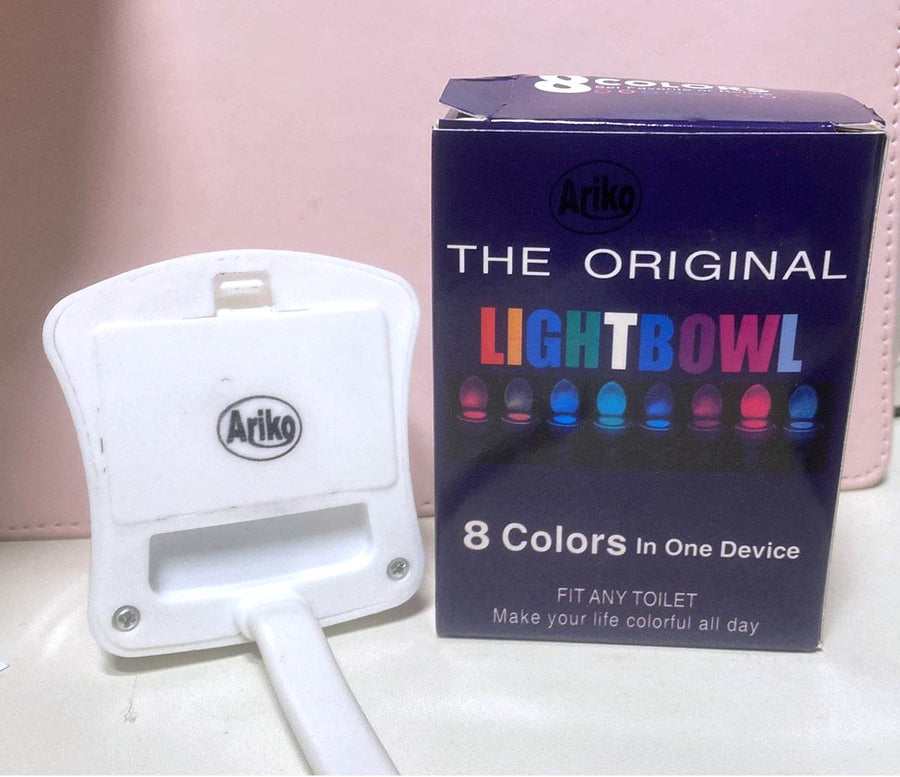 8 COLORS
Ariko
THE ORIGINAL
LIGHTBOWL
8 Colors In One Device
FIT ANY TOILET
Make your life colorful all day
Ariko